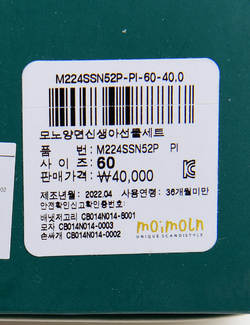 M224SSN52P-PI-60-40.0
모노양면신생아선물세트
품 번: M224SSN52P PI
사 이 즈: 60
판매가격: ₩40,000
제조년월: 2022.04 사용연령: 36개월미만
안전확인신고확인증번호:
배냇저고리 CB014N014-8001
모자 CB014N014-0003
손싸개 CB014N014-0002
moimoln
UNIQUE SCANDISTYLE